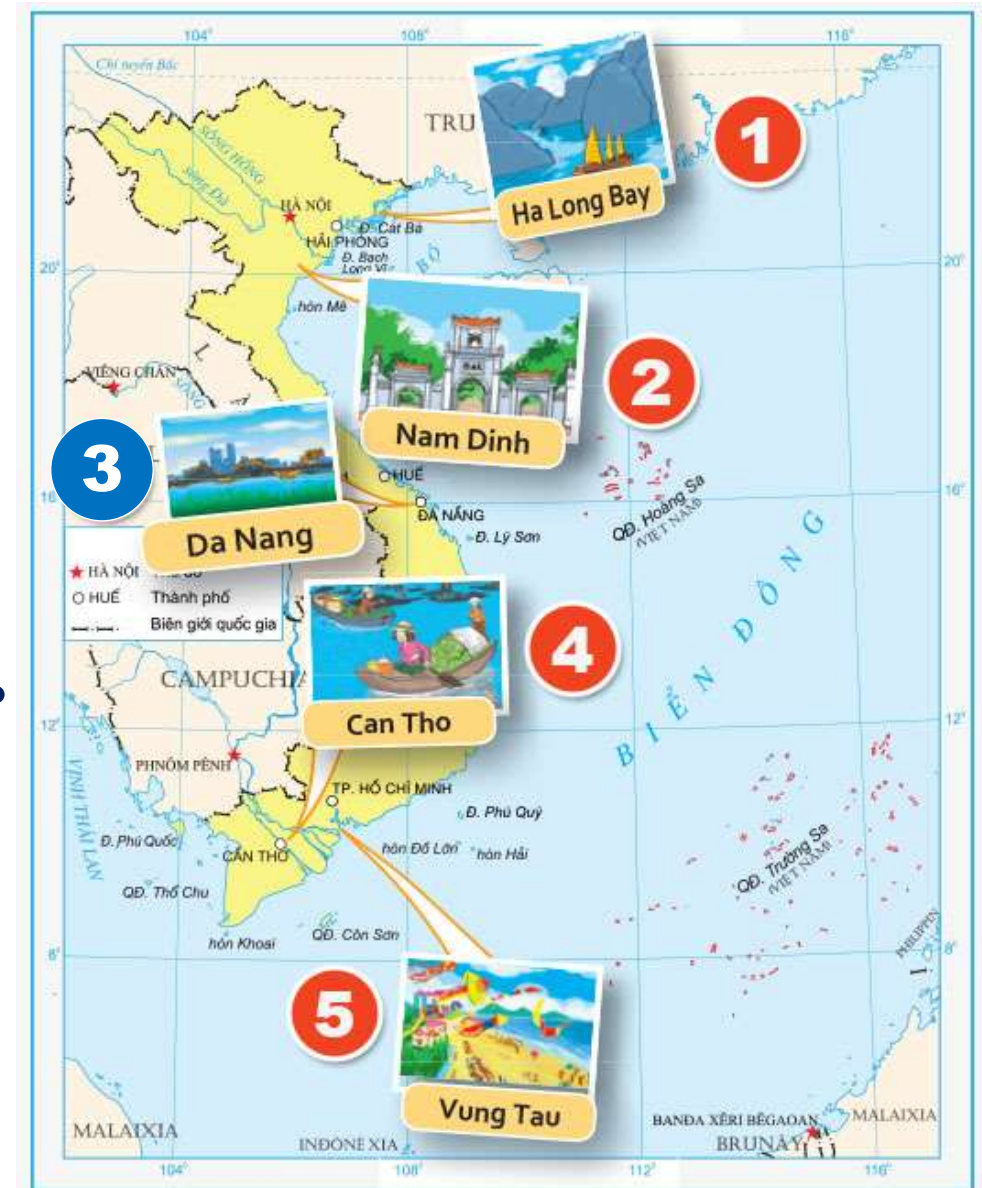 104°
108°
116°
Chí tuyến Bắc
TRU
1
SÔNG HỒNG
sông Đà
Ha Long Bay
HÀ NỘI
Đ. Cát Bà
HẢI PHÒNG
Đ. Bạch
Long Vĩ
BỘ
20°
20°
hòn Mê
VIÊNG CHĂN
SÔNG
L
2
Nam Dinh
3
HUẾ
16
16°
QĐ. Hoàng Sa
(VIỆT NAM)
ĐÀ NẴNG
Đ. Lý Sơn
Da Nang
HÀ NỘI
HUẾ
Thành phố
Biên giới quốc gia
BIỂN ĐÔNG
4
CAMPUCHIA
Can Tho
12°
12°
PHNÔM PÊNH
VỊNH THÁI LAN
TP. HỒ CHÍ MINH
Đ. Phú Quý
Đ. Phú Quốc
CẦN THƠ
hòn Đồ Lớn
hòn Hải
QĐ. Trường Sa
(VIỆT NAM)
QĐ. Thổ Chu
QĐ. Côn Sơn
hòn Khoai
PHILIPPIN
8°
8°
I
5
Vung Tau
MALAIXIA
INĐÔNÊXIA
BANĐA XÊRI BÊGAOAN
MALAIXIA
BRUNÂY
104°
108°
112°
116°